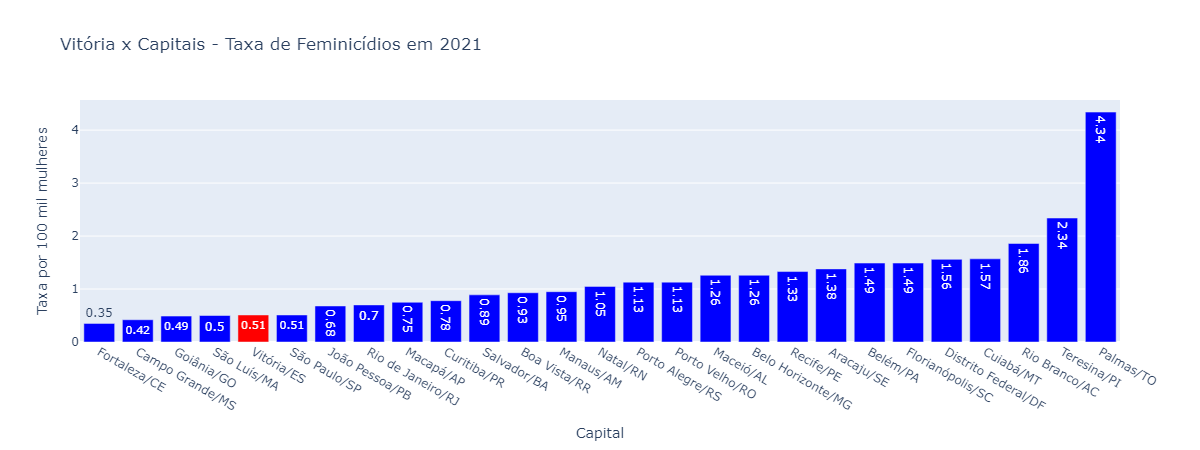 Vitória x Capitais - Taxa de Feminicídios em 2021
Taxa por 100 mil mulheres
4
3
2
1
0
0.35
0.42
0.49
0.5
0.51
0.51
0.68
0.7
0.75
0.78
0.89
0.93
0.95
1.05
1.13
1.13
1.26
1.26
1.33
1.38
1.49
1.49
1.56
1.57
1.86
2.34
4.34
Fortaleza/CE
Campo Grande/MS
Goiânia/GO
São Luís/MA
Vitória/ES
São Paulo/SP
João Pessoa/PB
Rio de Janeiro/RJ
Macapá/AP
Curitiba/PR
Salvador/BA
Boa Vista/RR
Manaus/AM
Natal/RN
Porto Alegre/RS
Porto Velho/RO
Maceió/AL
Belo Horizonte/MG
Recife/PE
Aracaju/SE
Belém/PA
Florianópolis/SC
Distrito Federal/DF
Cuiabá/MT
Rio Branco/AC
Teresina/PI
Palmas/TO
Capital